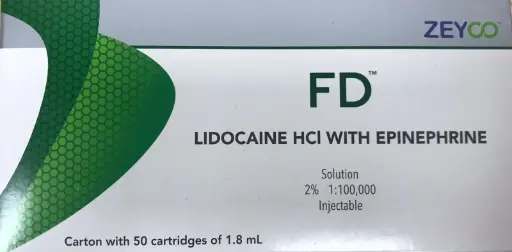 ZEYCO
FD™
LIDOCAINE HCl WITH EPINEPHRINE
Solution
2% 1:100,000
Injectable
Carton with 50 cartridges of 1.8 mL